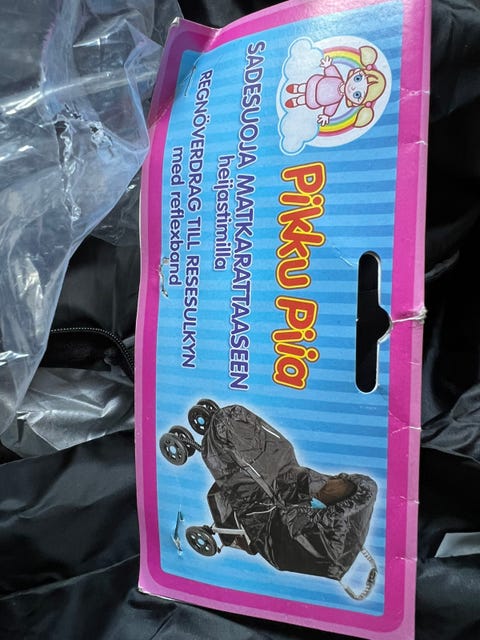 Pikku Piia
SADESUOJA MATKARATTAASEEN
heijastimilla
REGNÖVERDRAG TILL RESESULKYN
med reflexband